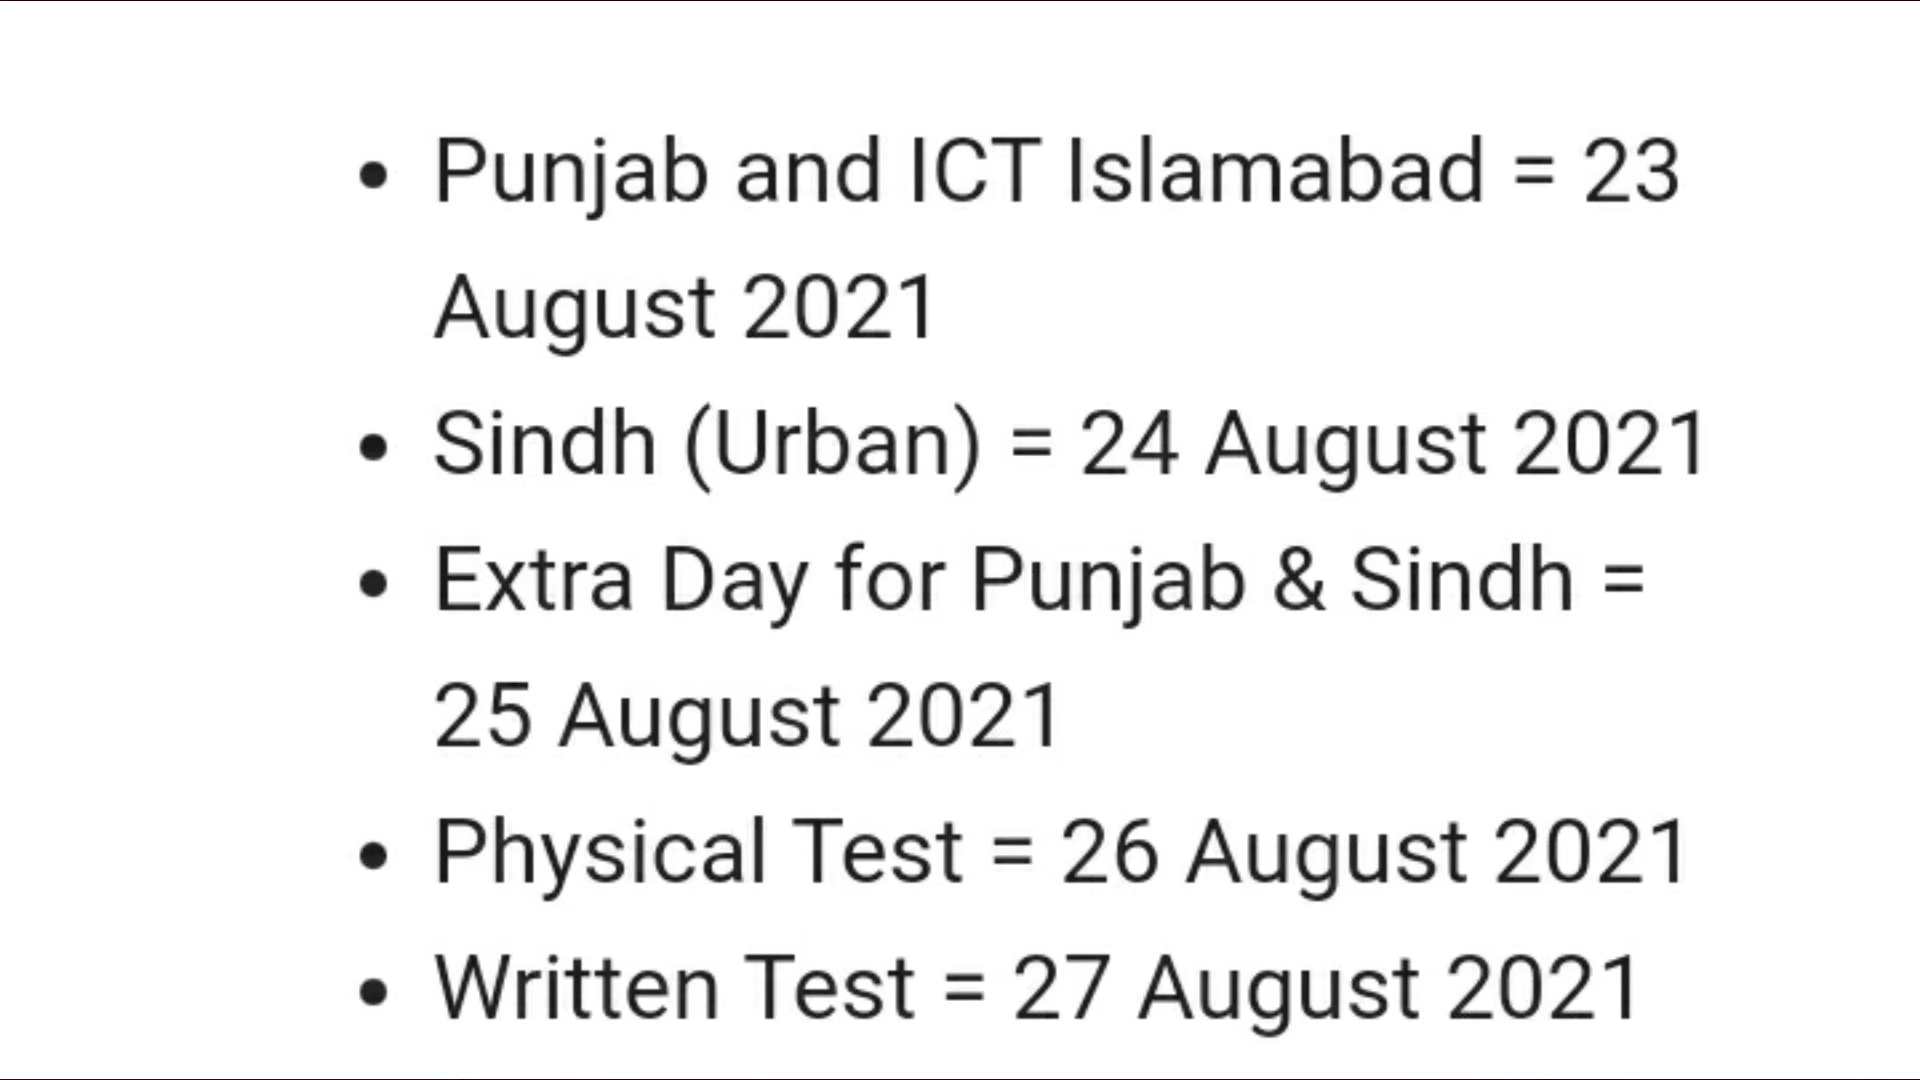 • Punjab and ICT Islamabad = 23
August 2021
• Sindh (Urban) = 24 August 2021
• Extra Day for Punjab & Sindh =
25 August 2021
• Physical Test = 26 August 2021
• Written Test = 27 August 2021